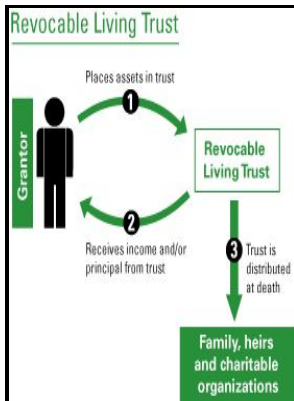 Revocable Living Trust
Places assets in trust
1
Grantor
Revocable
Living Trust
2
Receives income and/or
principal from trust
3
Trust is
distributed
at death
Family, heirs
and charitable
organizations